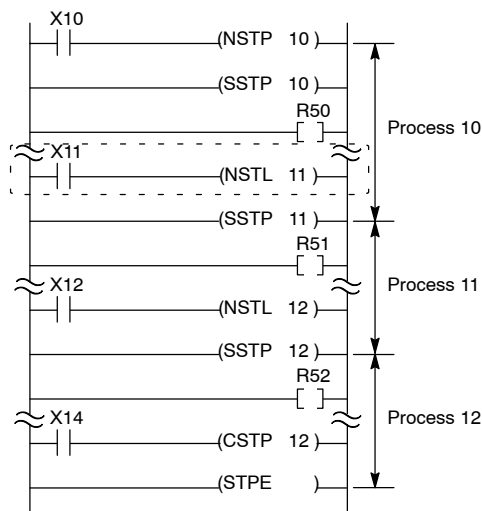 X10
(NSTP 10)
(SSTP 10)
R50
Process 10
X11
(NSTL 11)
(SSTP 11)
R51
Process 11
X12
(NSTL 12)
(SSTP 12)
R52
Process 12
X14
(CSTP 12)
(STPE )